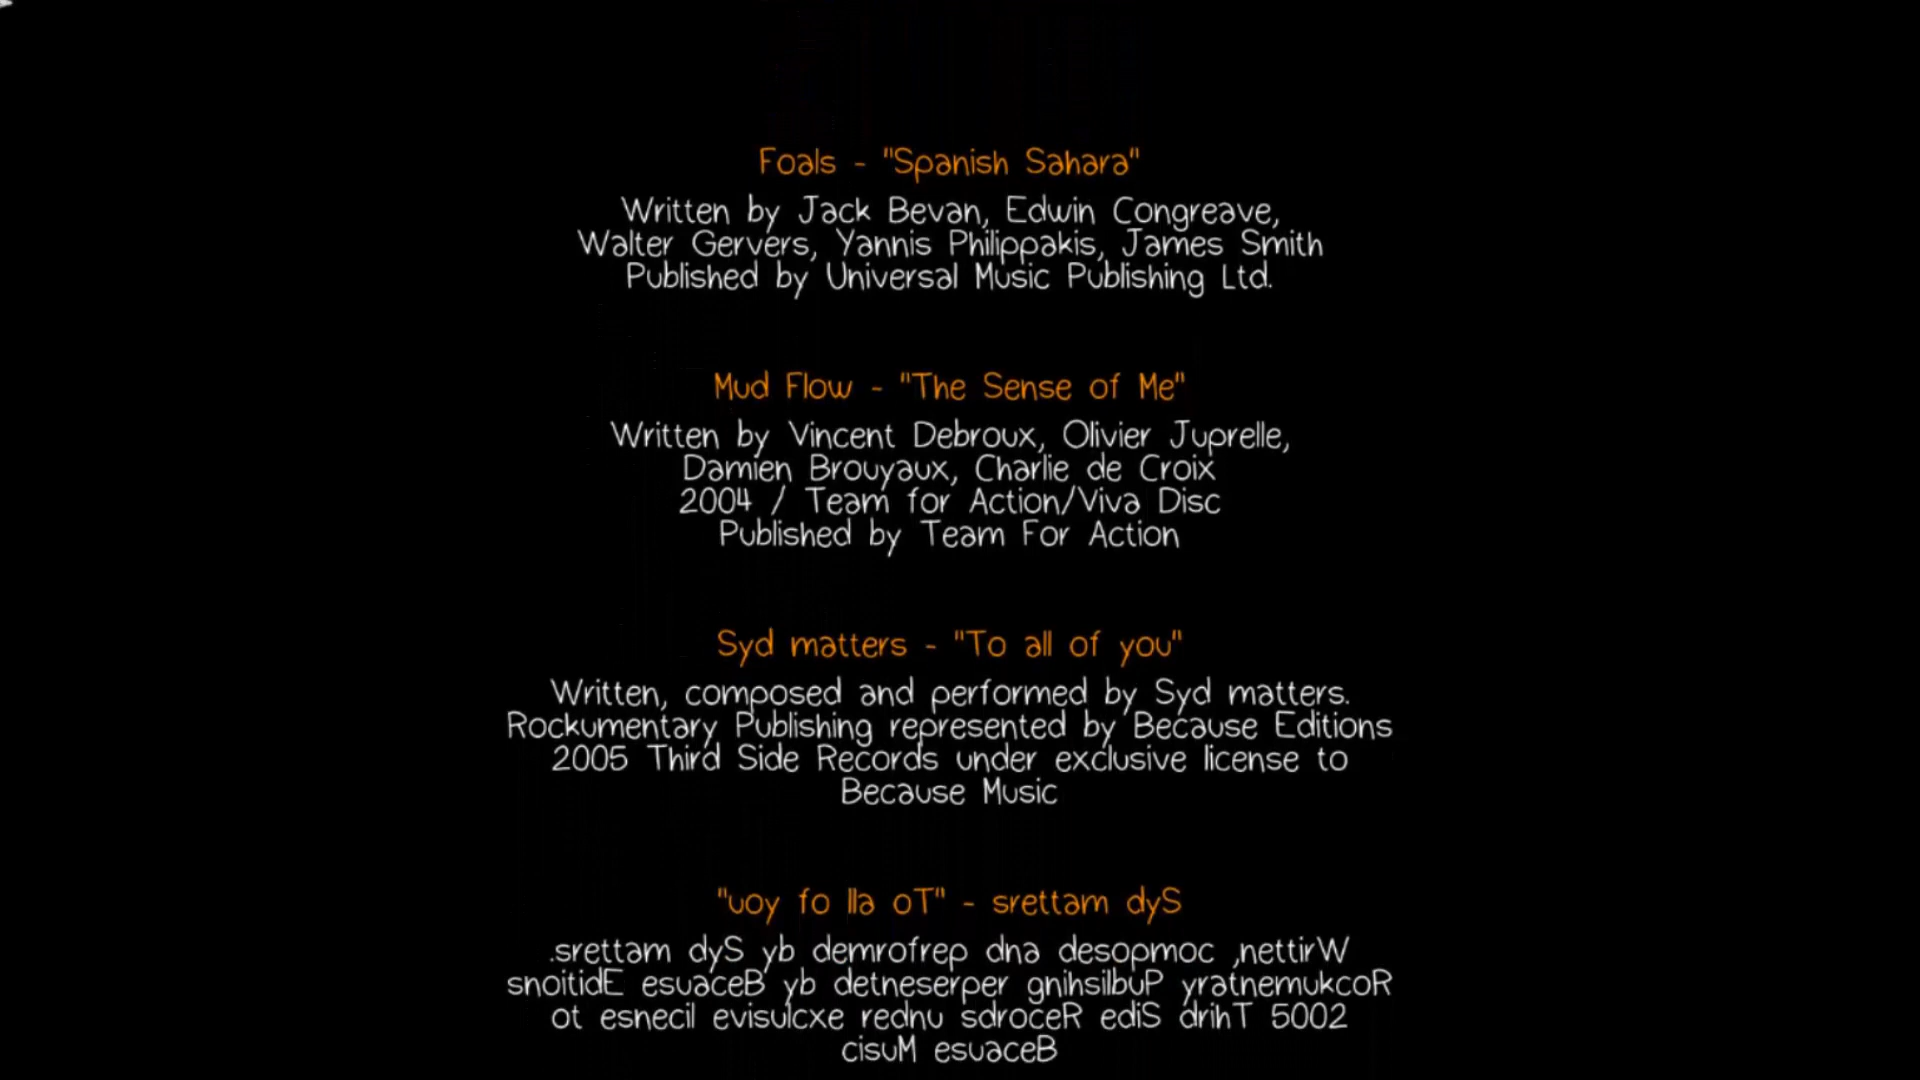 Foals - "Spanish Sahara"
Written by Jack Bevan, Edwin Congreave,
Walter Gervers, Yannis Philippakis, James Smith
Published by Universal Music Publishing Ltd.
Mud Flow - "The Sense of Me"
Written by Vincent Debroux, Olivier Juprelle,
Damien Brouyaux, Charlie de Croix
2004 / Team for Action/Viva Disc
Published by Team For Action
Syd matters - "To all of you"
Written, composed and performed by Syd matters.
Rockumentary Publishing represented by Because Editions
2005 Third Side Records under exclusive license to
Because Music
"uoy fo lla oT" - srettam dyS
.srettam dyS yb demrofrep dna desopmoc ,nettirW
snoitidE esuaceB yb detneserper gnihsilbuP yratnemukcoR
ot esnecil evisulcxe rednu sdroceR ediS drihT 5002
cisuM esuaceB